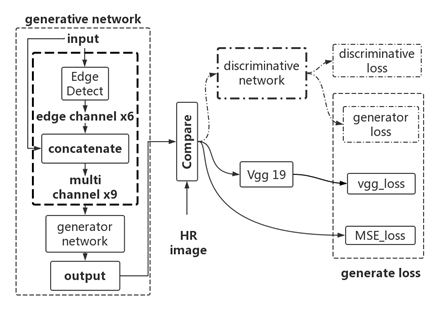 generative network
input
Edge
Detect
edge channel x6
concatenate
multi
channel x9
generator
network
output
Compare
HR
image
discriminative
network
Vgg 19
discriminative
loss
generator
loss
vgg_loss
MSE_loss
generate loss